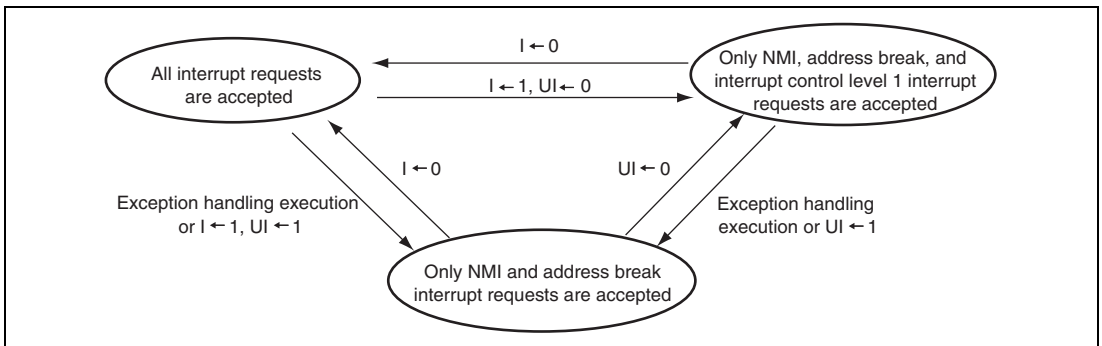 All interrupt requests
are accepted
I ← 0
I ← 1, UI ← 0
Only NMI, address break, and
interrupt control level 1 interrupt
requests are accepted
Exception handling execution
or I ← 1, UI ← 1
I ← 0
UI ← 0
Exception handling
execution or UI ← 1
Only NMI and address break
interrupt requests are accepted